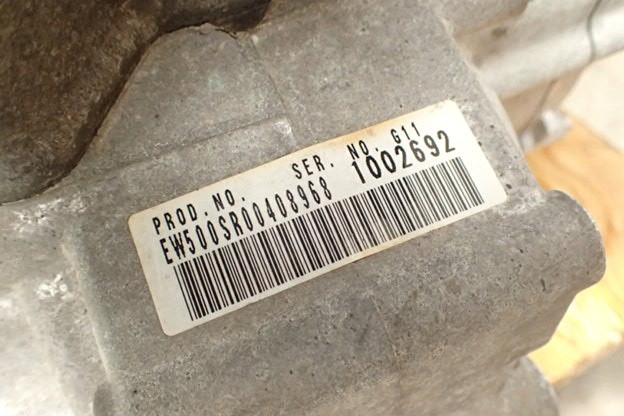 PROD.NO. SER. NO. G11
EW500SR00408968 1002692